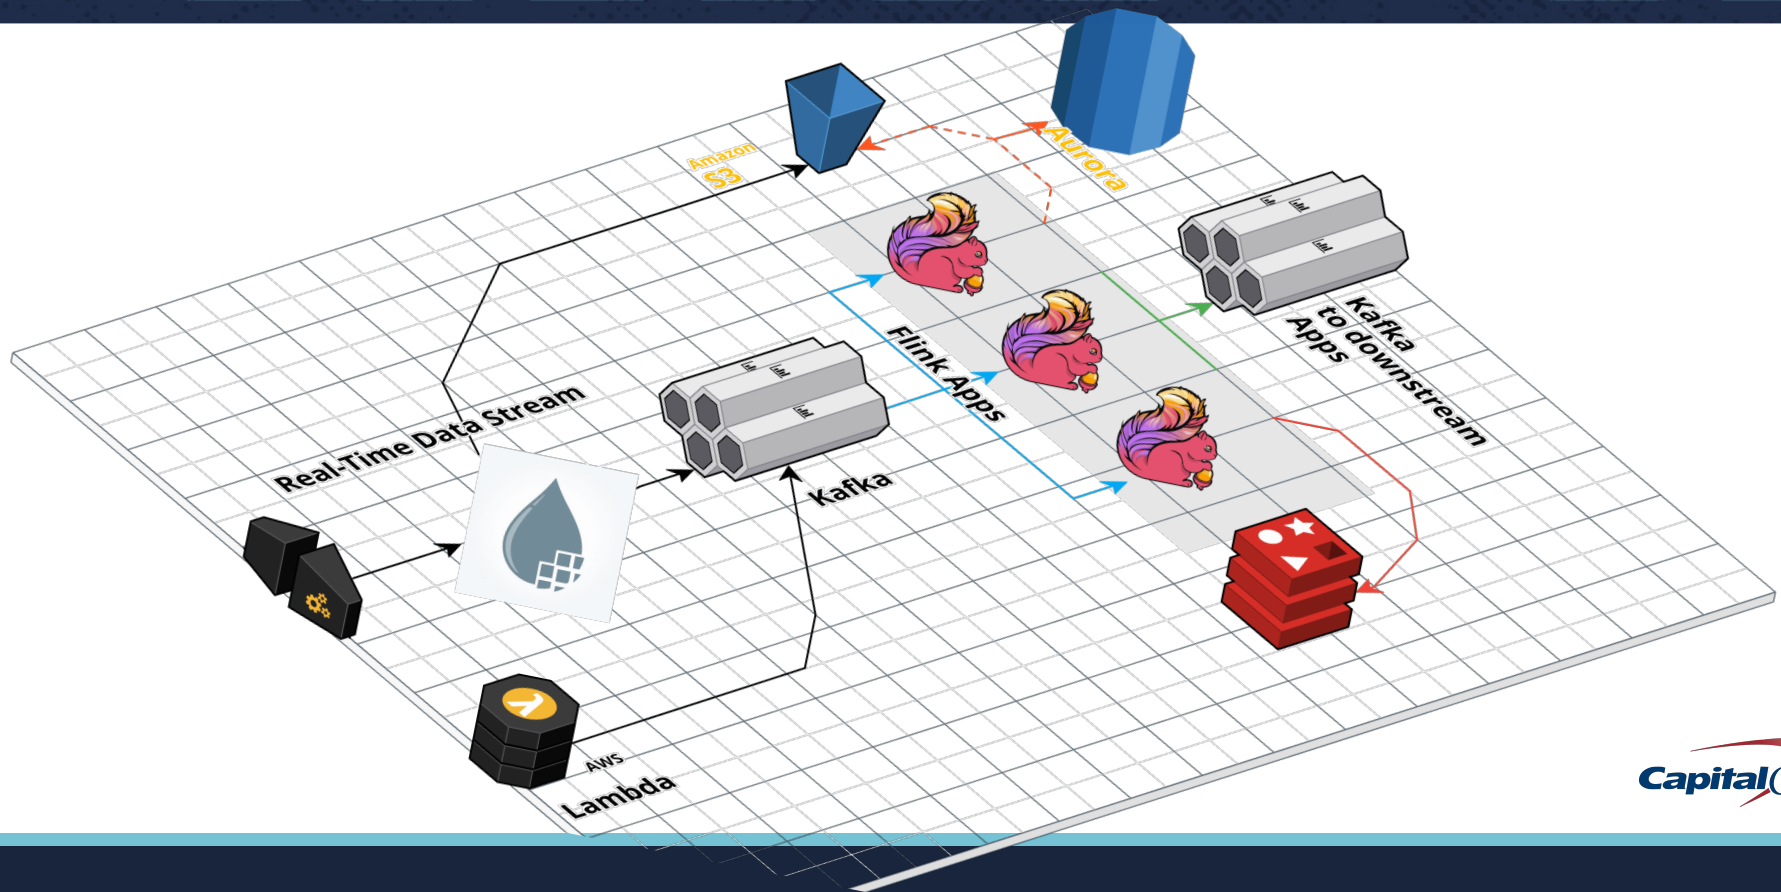 Amazon
S3
Aurora
Real-Time Data Stream
Flink Apps
Kafka
Kafka
to downstream
Apps
AWS
Lambda
Capital